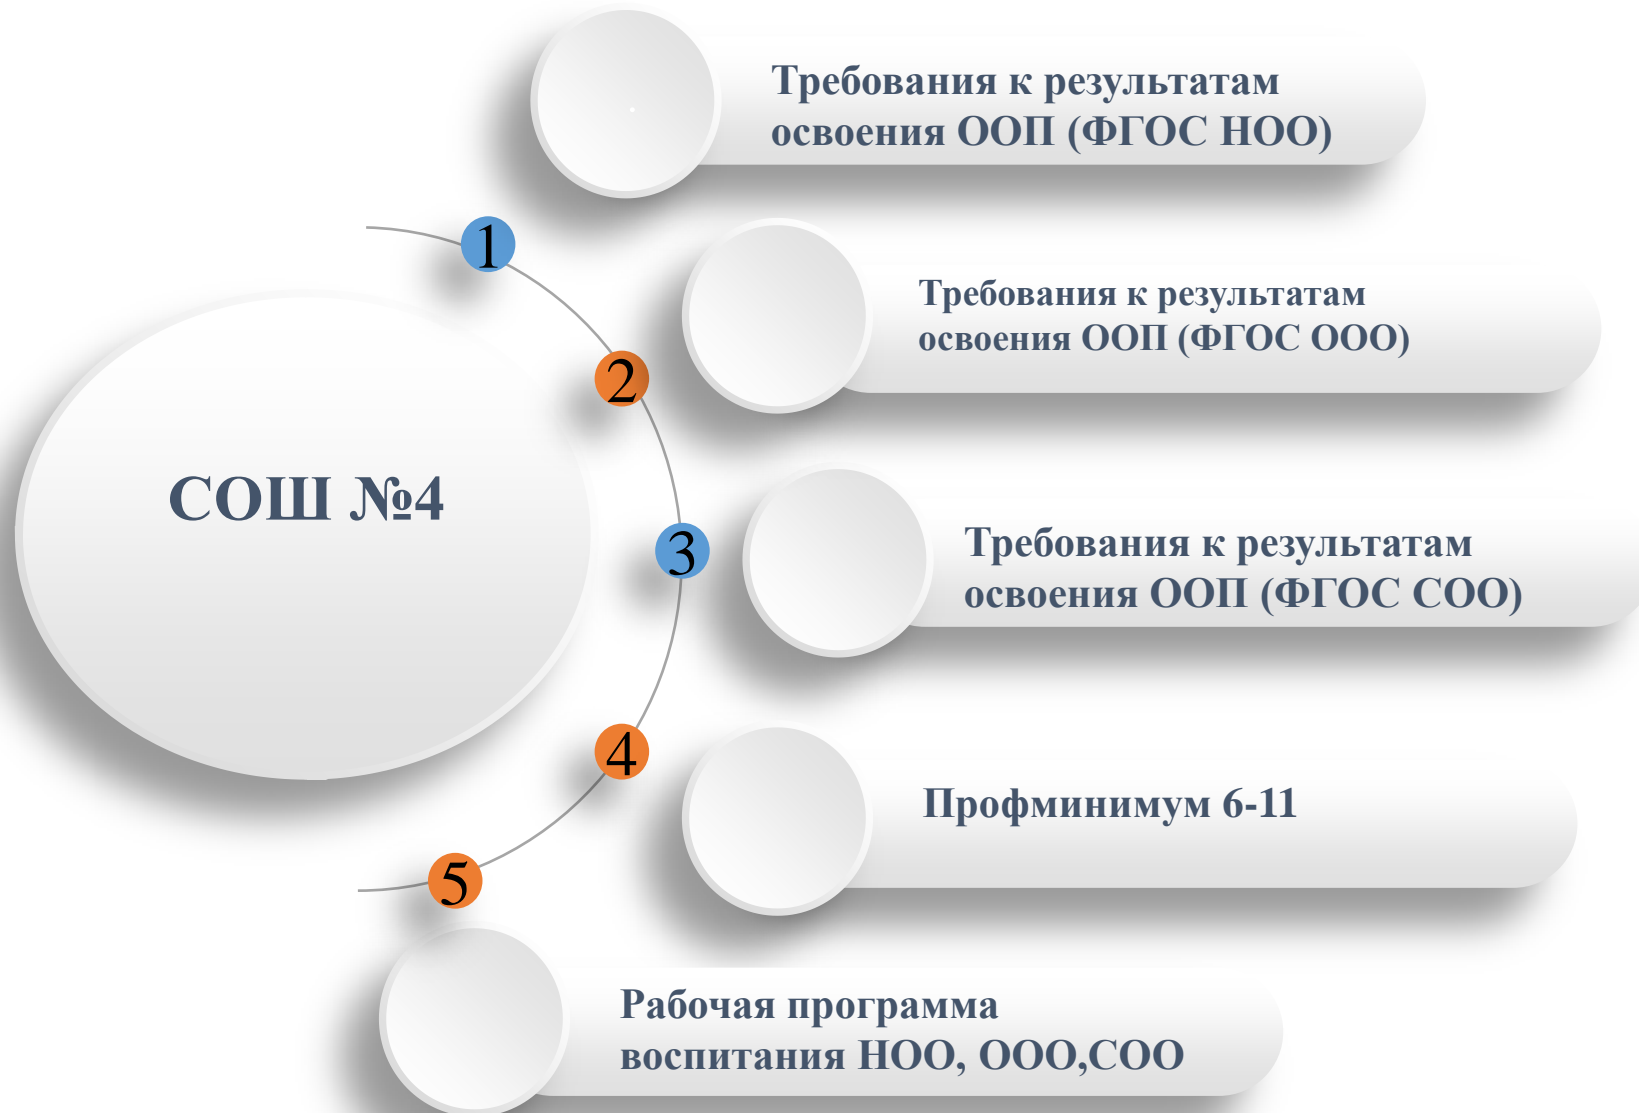 Требования к результатам
освоения ООП (ФГОС НОО)
1
Требования к результатам
освоения ООП (ФГОС ООО)
2
СОШ №4
3
Требования к результатам
освоения ООП (ФГОС СОО)
4
Профминимум 6-11
5
Рабочая программа
воспитания НОО, ООО,СОО